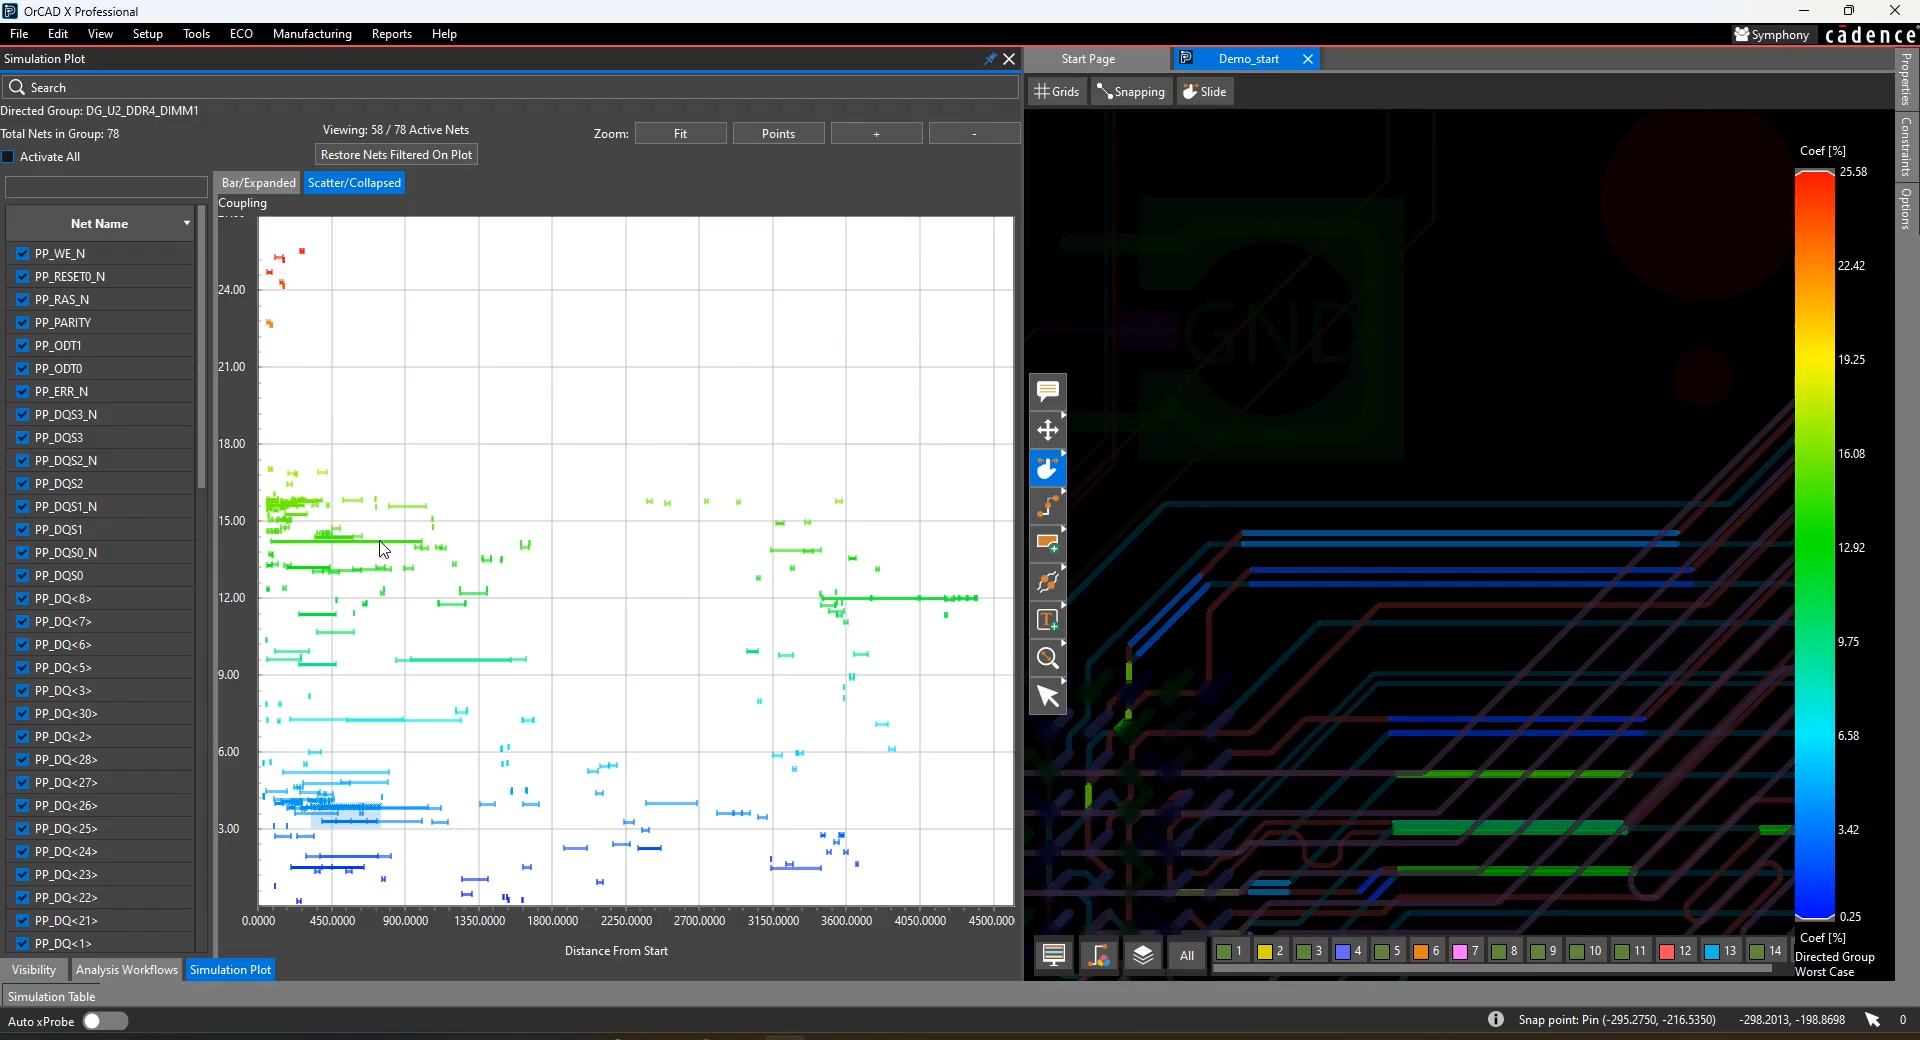 OrCAD X Professional
File Edit View Setup Tools ECO Manufacturing Reports Help
Symphony cādence
Simulation Plot
Start Page
Demo_start
Search
Grids Snapping Slide
Directed Group: DG_U2_DDR4_DIMM1
Total Nets in Group: 78
Viewing: 58 / 78 Active Nets
Zoom: Fit Points + -
Activate All
Restore Nets Filtered On Plot
Bar/Expanded Scatter/Collapsed
Coupling
Net Name
PP_WE_N
PP_RESET0_N
PP_RAS_N
PP_PARITY
PP_ODT1
PP_ODT0
PP_ERR_N
PP_DQS3_N
PP_DQS3
PP_DQS2_N
PP_DQS2
PP_DQS1_N
PP_DQS1
PP_DQS0_N
PP_DQS0
PP_DQ<8>
PP_DQ<7>
PP_DQ<6>
PP_DQ<5>
PP_DQ<3>
PP_DQ<30>
PP_DQ<2>
PP_DQ<28>
PP_DQ<27>
PP_DQ<26>
PP_DQ<25>
PP_DQ<24>
PP_DQ<23>
PP_DQ<22>
PP_DQ<21>
PP_DQ<1>
24.00
21.00
18.00
15.00
12.00
9.00
6.00
3.00
0.0000 450.0000 900.0000 1350.0000 1800.0000 2250.0000 2700.0000 3150.0000 3600.0000 4050.0000 4500.000
Distance From Start
GND
Coef [%]
25.58
22.42
19.25
16.08
12.92
9.75
6.58
3.42
0.25
Coef [%]
Directed Group
Worst Case
Properties
Constraints
Options
All 1 2 3 4 5 6 7 8 9 10 11 12 13 14
Visibility Analysis Workflows Simulation Plot
Simulation Table
Auto xProbe
Snap point: Pin (-295.2750, -216.5350) -298.2013, -198.8698 0